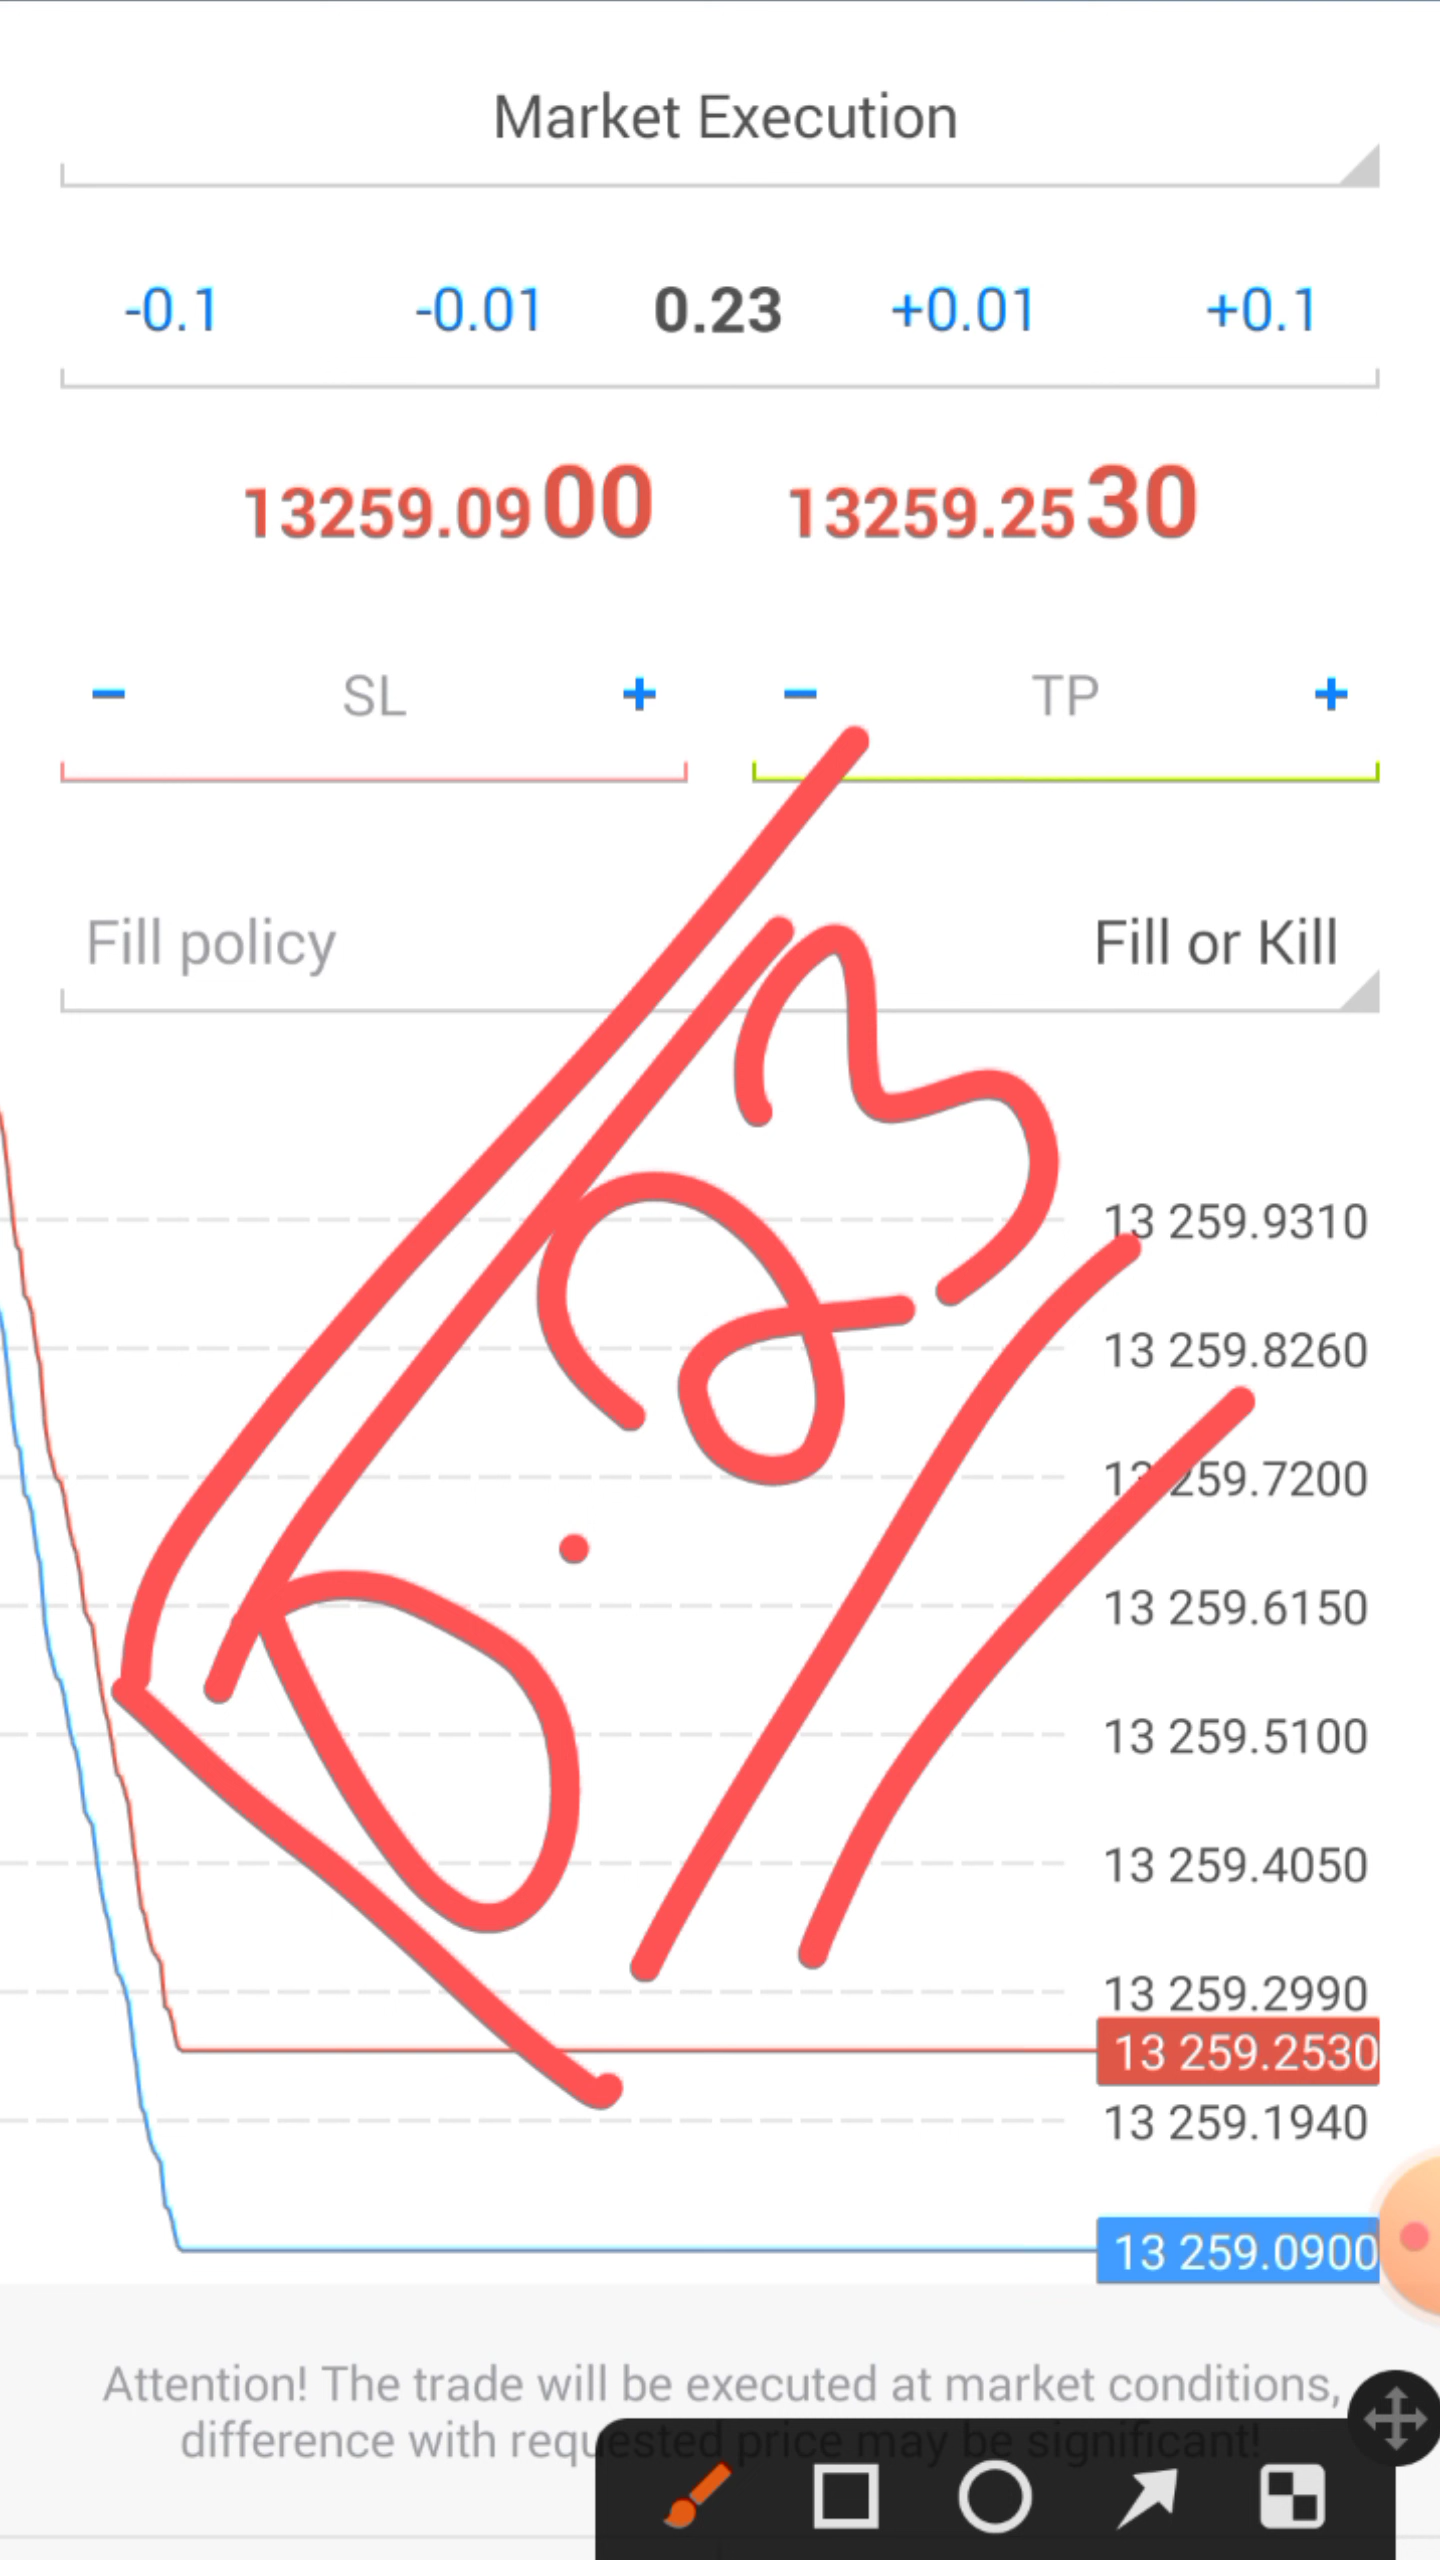 Market Execution
-0.1 -0.01 0.23 +0.01 +0.1
13259.0900 13259.2530
− SL + − TP +
Fill policy Fill or Kill
0.23
13 259.9310
13 259.8260
13 259.7200
13 259.6150
13 259.5100
13 259.4050
13 259.2990
13 259.2530
13 259.1940
13 259.0900
Attention! The trade will be executed at market conditions,
difference with requested price may be significant!